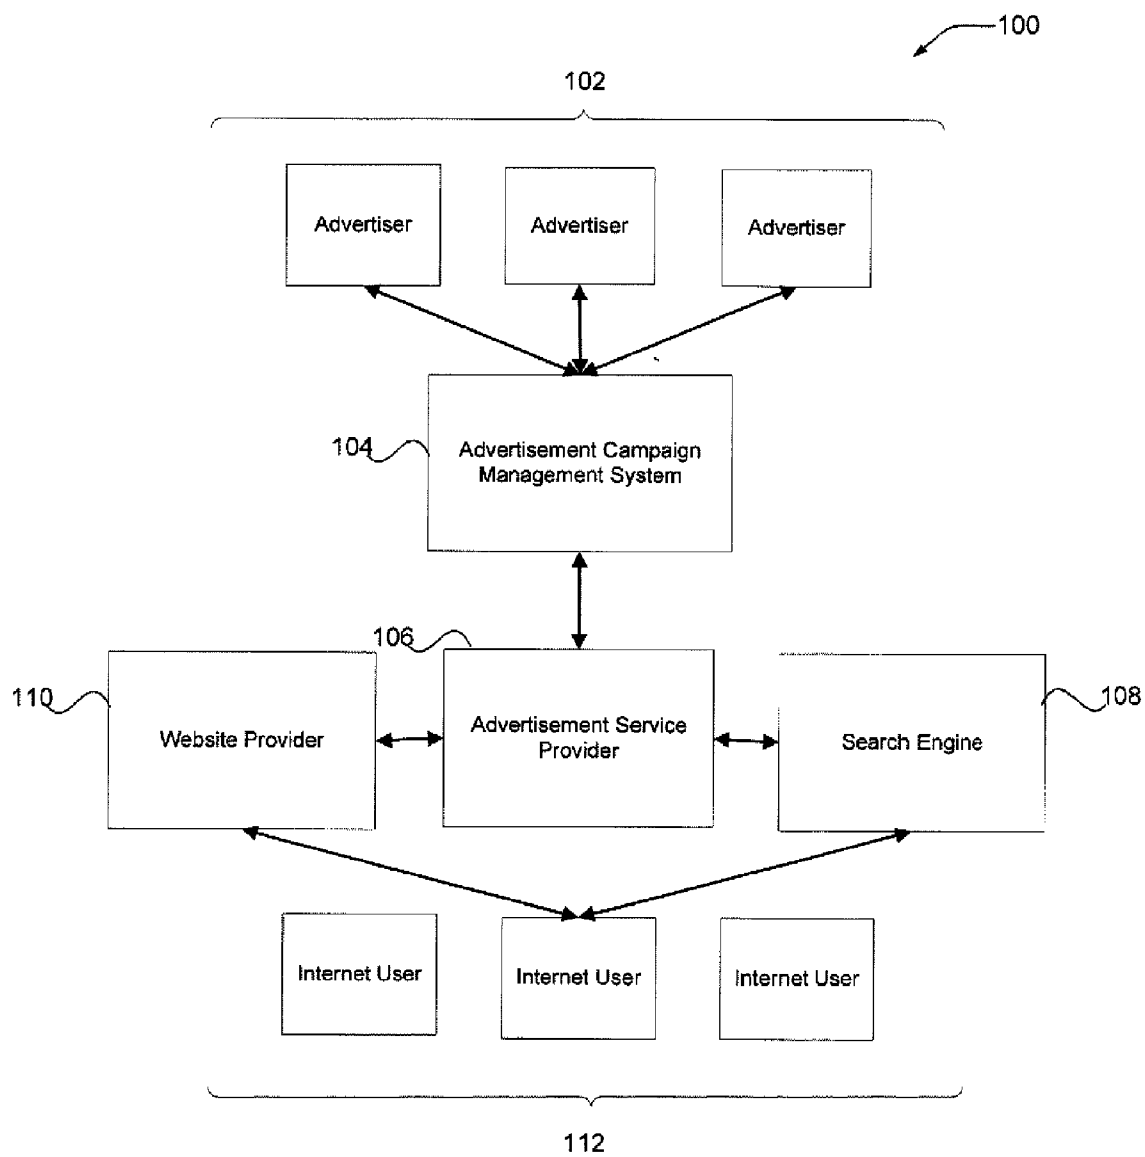 100
102
Advertiser
Advertiser
Advertiser
104
Advertisement Campaign
Management System
106
110
108
Website Provider
Advertisement Service
Provider
Search Engine
Internet User
Internet User
Internet User
112